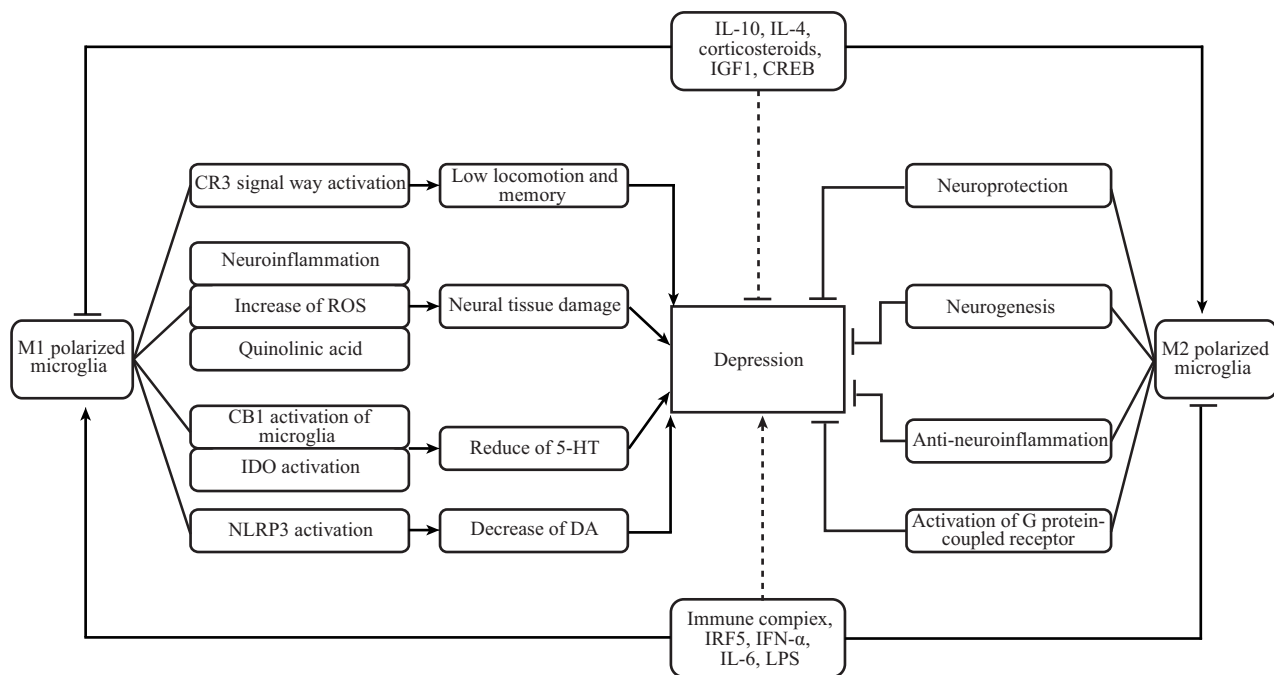 IL-10, IL-4,
corticosteroids,
IGF1, CREB
CR3 signal way activation
Low locomotion and
memory
Neuroprotection
Neuroinflammation
Increase of ROS
Neural tissue damage
Neurogenesis
Quinolinic acid
M1 polarized
microglia
Depression
M2 polarized
microglia
CB1 activation of
microglia
IDO activation
Reduce of 5-HT
Anti-neuroinflammation
NLRP3 activation
Decrease of DA
Activation of G protein-
coupled receptor
Immune compiex,
IRF5, IFN-α,
IL-6, LPS